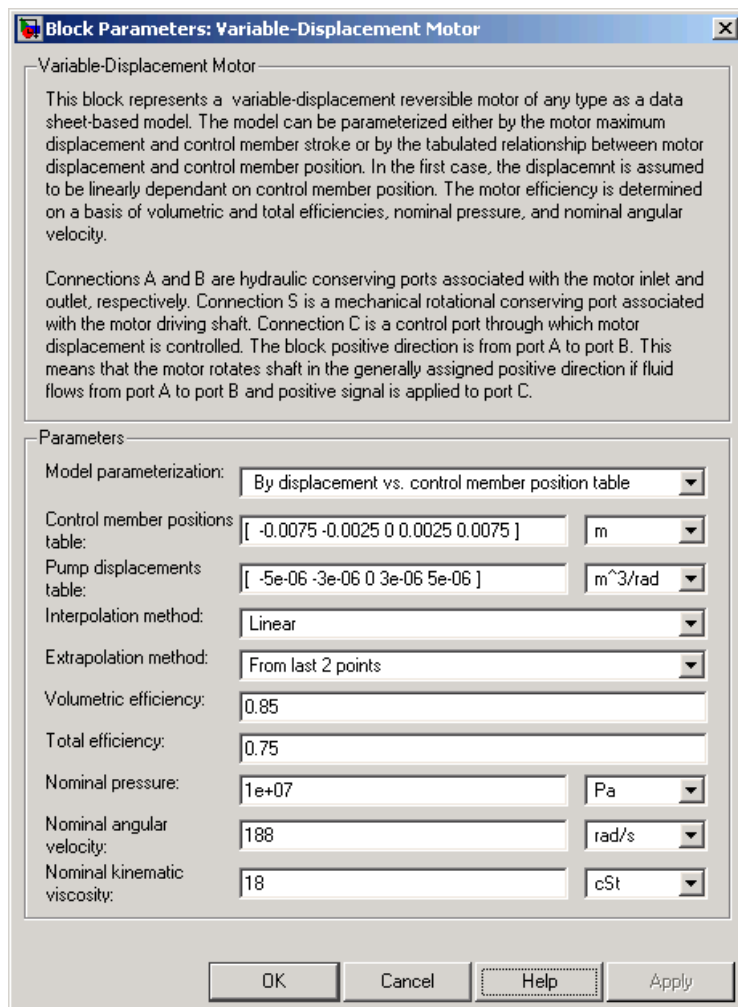 Block Parameters: Variable-Displacement Motor
Variable-Displacement Motor
This block represents a variable-displacement reversible motor of any type as a data
sheet-based model. The model can be parameterized either by the motor maximum
displacement and control member stroke or by the tabulated relationship between motor
displacement and control member position. In the first case, the displacemnt is assumed
to be linearly dependant on control member position. The motor efficiency is determined
on a basis of volumetric and total efficiencies, nominal pressure, and nominal angular
velocity.
Connections A and B are hydraulic conserving ports associated with the motor inlet and
outlet, respectively. Connection S is a mechanical rotational conserving port associated
with the motor driving shaft. Connection C is a control port through which motor
displacement is controlled. The block positive direction is from port A to port B. This
means that the motor rotates shaft in the generally assigned positive direction if fluid
flows from port A to port B and positive signal is applied to port C.
Parameters
Model parameterization: By displacement vs. control member position table
Control member positions
table: [ -0.0075 -0.0025 0 0.0025 0.0075 ] m
Pump displacements
table: [ -5e-06 -3e-06 0 3e-06 5e-06 ] m^3/rad
Interpolation method: Linear
Extrapolation method: From last 2 points
Volumetric efficiency: 0.85
Total efficiency: 0.75
Nominal pressure: 1e+07 Pa
Nominal angular
velocity: 188 rad/s
Nominal kinematic
viscosity: 18 cSt
OK Cancel Help Apply